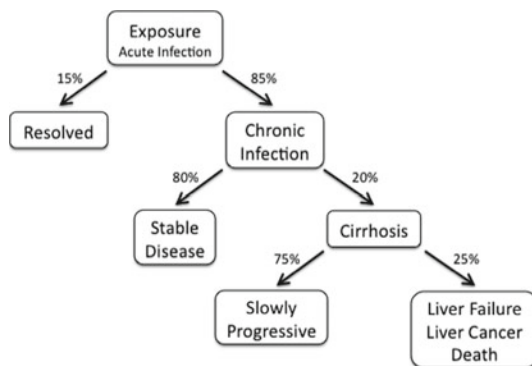 Exposure
Acute Infection
15%
85%
Resolved
Chronic
Infection
80%
20%
Stable
Disease
Cirrhosis
75%
25%
Slowly
Progressive
Liver Failure
Liver Cancer
Death